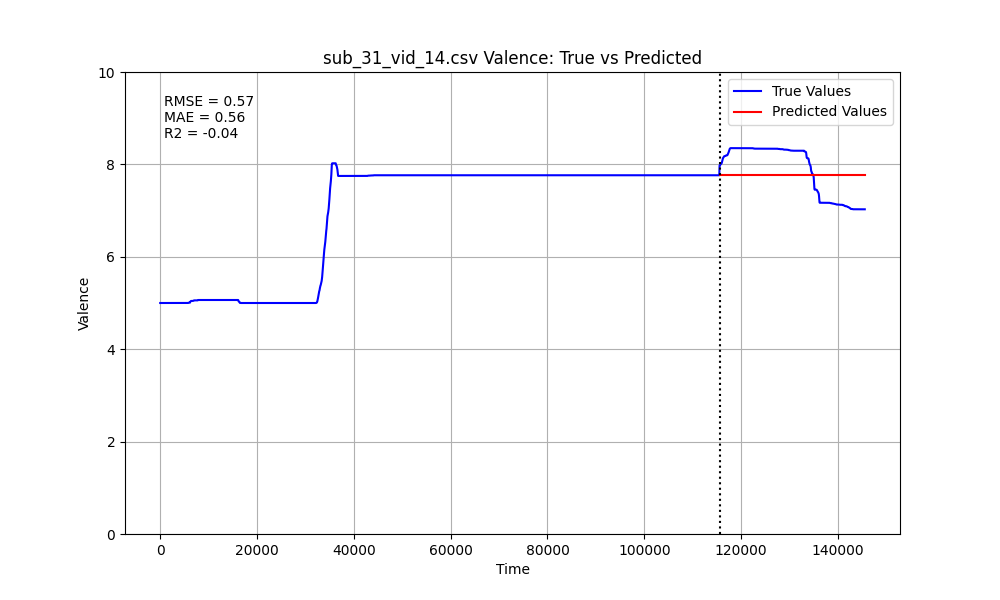 sub_31_vid_14.csv Valence: True vs Predicted
RMSE = 0.57
MAE = 0.56
R2 = -0.04
True Values
Predicted Values
10
8
6
4
2
0
Valence
0 20000 40000 60000 80000 100000 120000 140000
Time